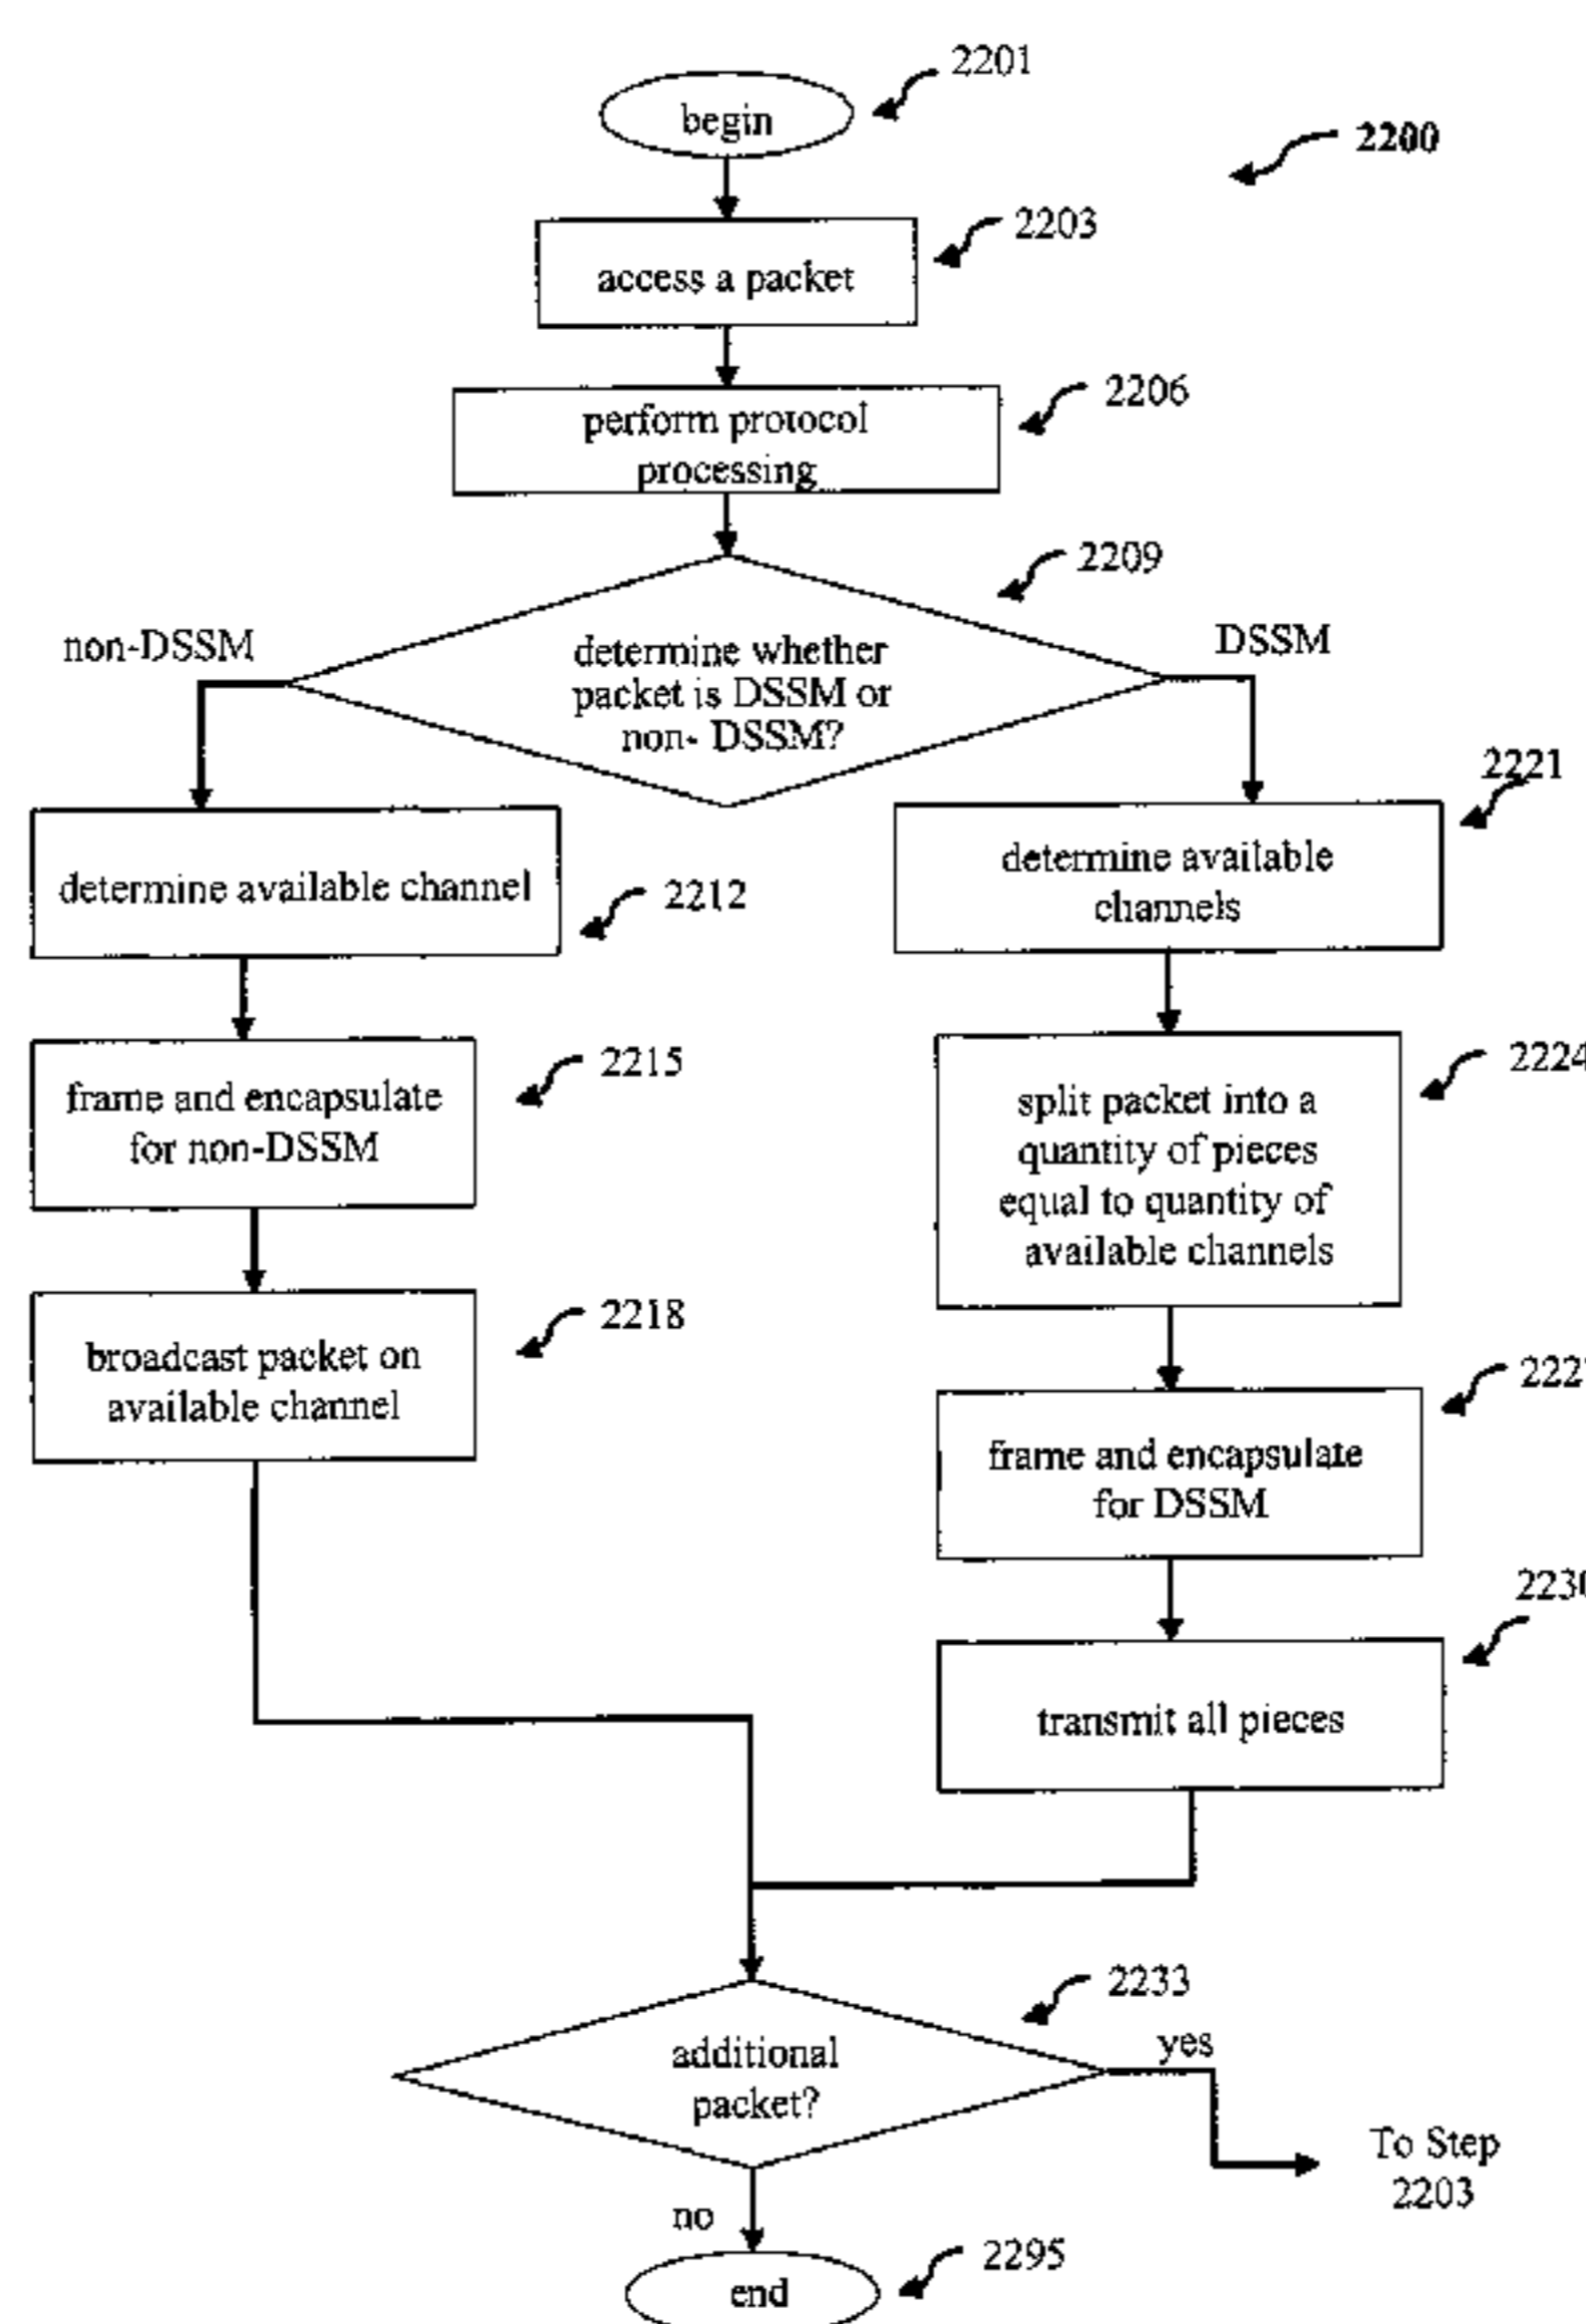 2201
begin
2200
2203
access a packet
2206
perform protocol
processing
2209
non-DSSM
DSSM
determine whether
packet is DSSM or
non- DSSM?
2221
determine available channel
2212
determine available
channels
2215
frame and encapsulate
for non-DSSM
2224
split packet into a
quantity of pieces
equal to quantity of
available channels
2218
broadcast packet on
available channel
frame and encapsulate
for DSSM
2230
transmit all pieces
2233
additional
packet?
yes
To Step
2203
no
2295
end